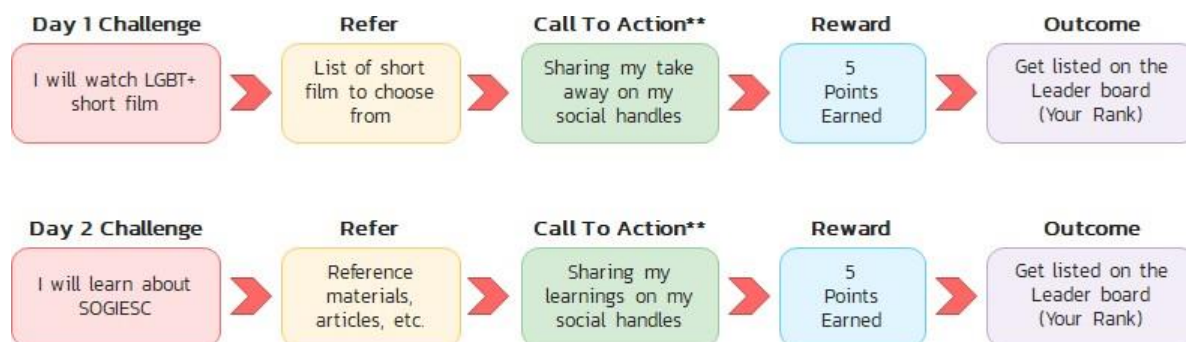 Day 1 Challenge
I will watch LGBT+
short film
Refer
List of short
film to choose
from
Call To Action**
Sharing my take
away on my
social handles
Reward
5
Points
Earned
Outcome
Get listed on the
Leader board
(Your Rank)
Day 2 Challenge
I will learn about
SOGIESC
Refer
Reference
materials,
articles, etc.
Call To Action**
Sharing my
learnings on my
social handles
Reward
5
Points
Earned
Outcome
Get listed on the
Leader board
(Your Rank)